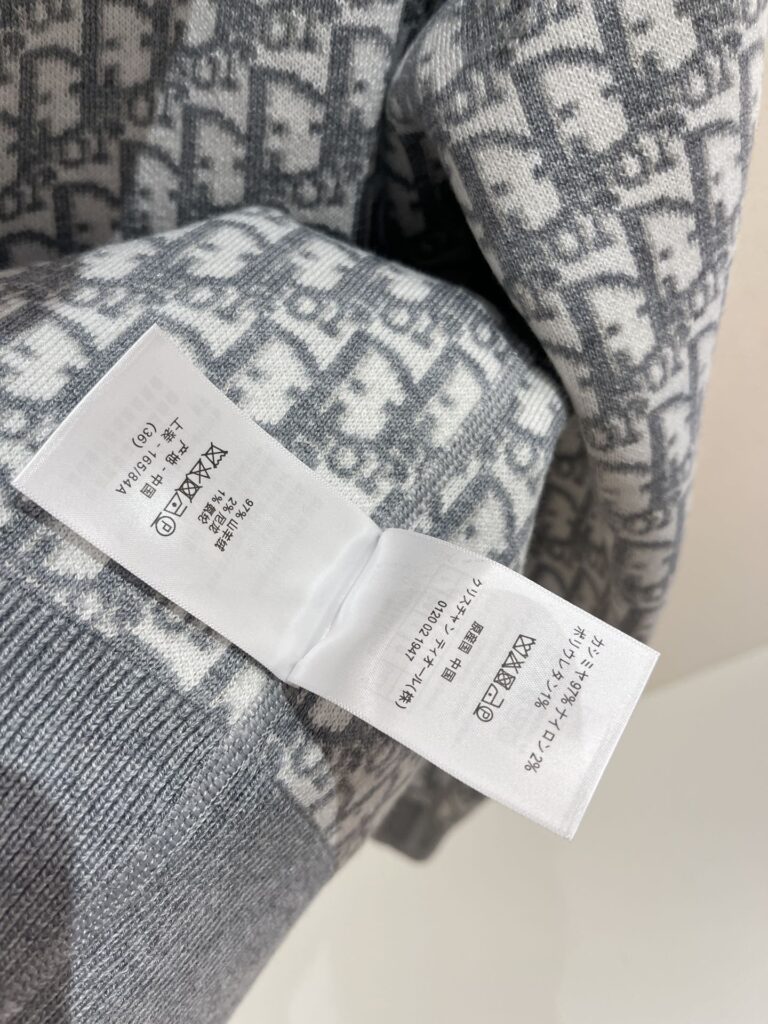 97% 山羊绒
2% 尼龙
1% 氨纶
P
产地 - 中国
上装 - 165/84A
(36)
カシミヤ97% ナイロン2%
ポリウレタン1%
P
原産国 中国
クリスチャン ディオール(株)
0120 02 1947